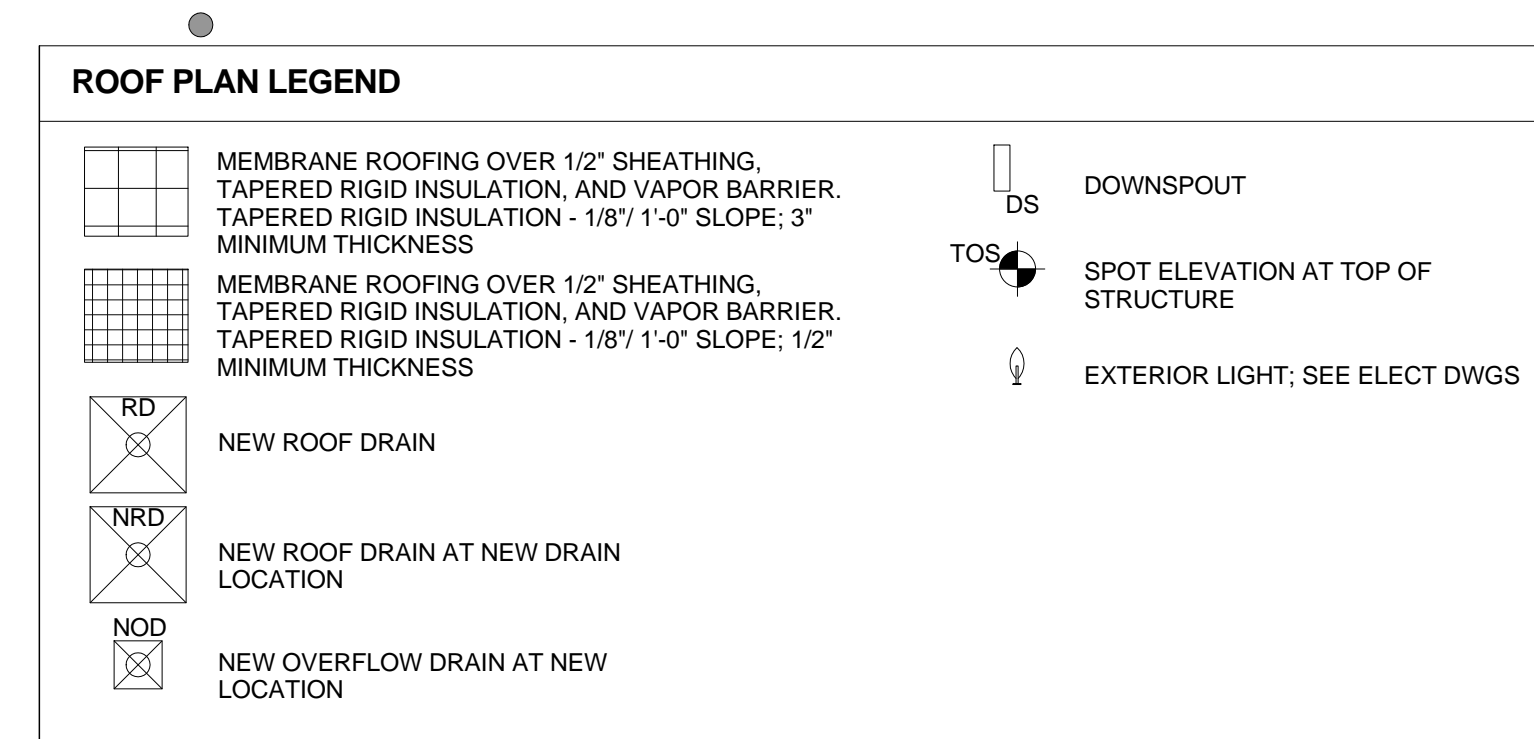 ROOF PLAN LEGEND
MEMBRANE ROOFING OVER 1/2" SHEATHING,
TAPERED RIGID INSULATION, AND VAPOR BARRIER.
TAPERED RIGID INSULATION - 1/8"/ 1'-0" SLOPE; 3"
MINIMUM THICKNESS
MEMBRANE ROOFING OVER 1/2" SHEATHING,
TAPERED RIGID INSULATION, AND VAPOR BARRIER.
TAPERED RIGID INSULATION - 1/8"/ 1'-0" SLOPE; 1/2"
MINIMUM THICKNESS
RD
NEW ROOF DRAIN
NRD
NEW ROOF DRAIN AT NEW DRAIN
LOCATION
NOD
NEW OVERFLOW DRAIN AT NEW
LOCATION
DS
DOWNSPOUT
TOS
SPOT ELEVATION AT TOP OF
STRUCTURE
EXTERIOR LIGHT; SEE ELECT DWGS